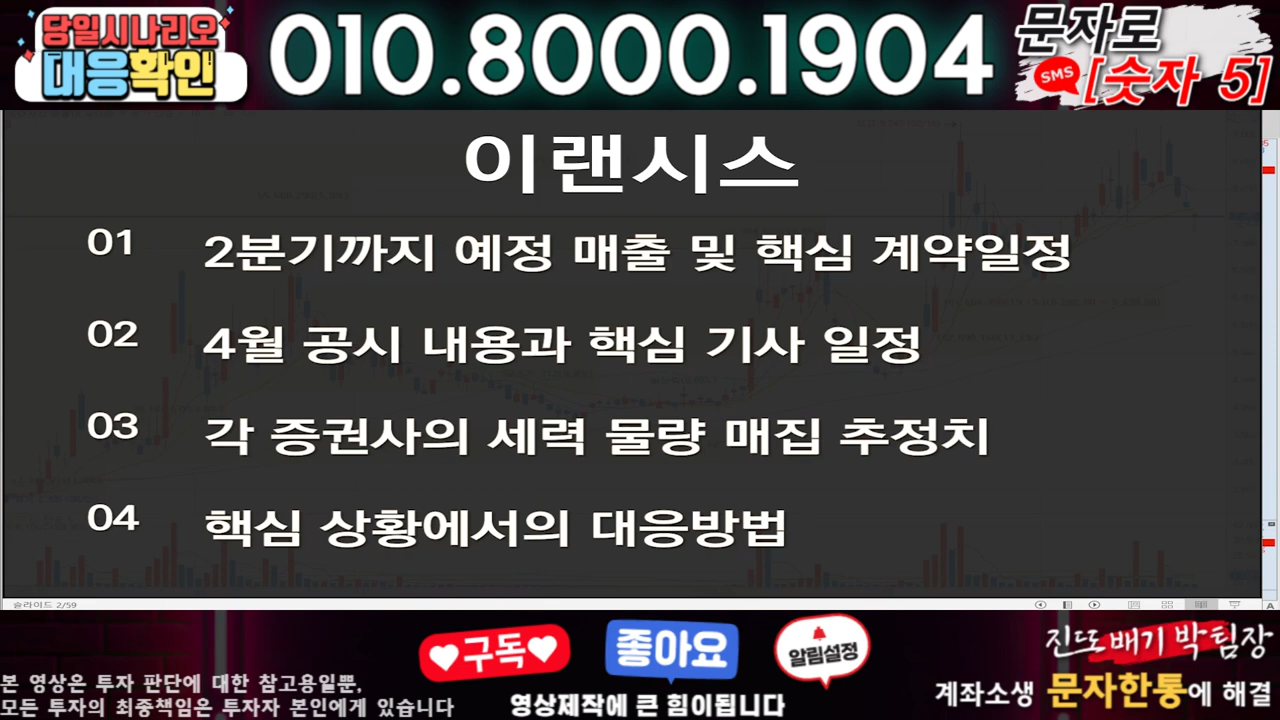 당일시나리오
대응확인
010.8000.1904
문자로
SMS
[숫자 5]
이랜시스
01 2분기까지 예정 매출 및 핵심 계약일정
02 4월 공시 내용과 핵심 기사 일정
03 각 증권사의 세력 물량 매집 추정치
04 핵심 상황에서의 대응방법
슬라이드 2/59
구독
좋아요
알림설정
영상제작에 큰 힘이됩니다
본 영상은 투자 판단에 대한 참고용일뿐,
모든 투자의 최종책임은 투자자 본인에게 있습니다
진또배기 박팀장
계좌소생 문자한통에 해결